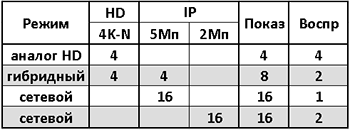 Режим HD IP Показ Воспр
4K-N 5Мп 2Мп
аналог HD 4 4 4
гибридный 4 4 8 2
сетевой 16 16 1
сетевой 16 16 2